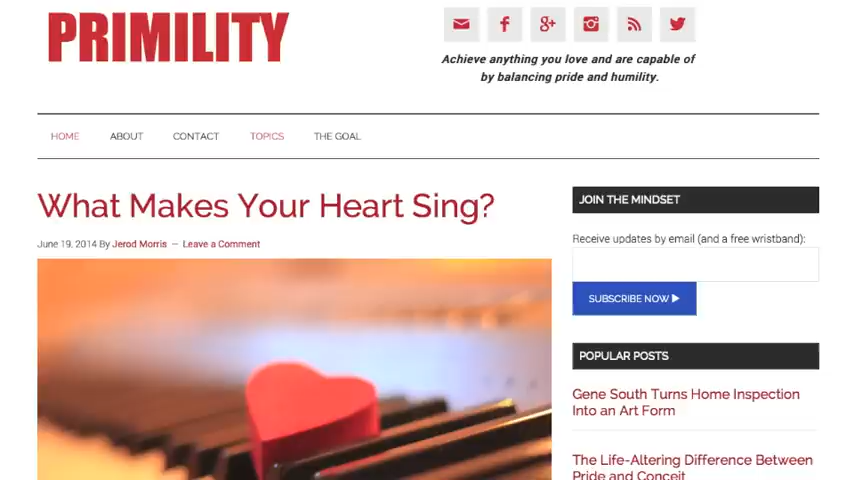 PRIMILITY
Achieve anything you love and are capable of
by balancing pride and humility.
HOME ABOUT CONTACT TOPICS THE GOAL
What Makes Your Heart Sing?
June 19, 2014 By Jerod Morris — Leave a Comment
JOIN THE MINDSET
Receive updates by email (and a free wristband):
SUBSCRIBE NOW ▶
POPULAR POSTS
Gene South Turns Home Inspection
Into an Art Form
The Life-Altering Difference Between
Pride and Conceit